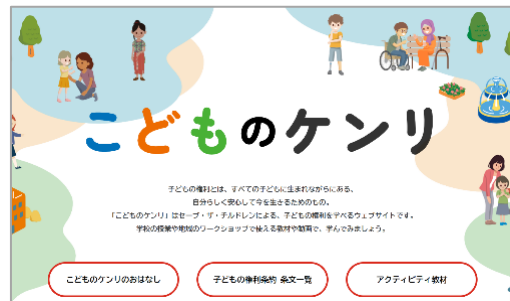 こどものケンリ
子どもの権利とは、すべての子どもに生まれながらにある、
自分らしく安心して今を生きるためのもの。
「こどものケンリ」はセーブ・ザ・チルドレンによる、子どもの権利を学べるウェブサイトです。
学校の授業や地域のワークショップで使える教材や動画で、学んでみましょう。
こどものケンリのおはなし
子どもの権利条約 条文一覧
アクティビティ教材